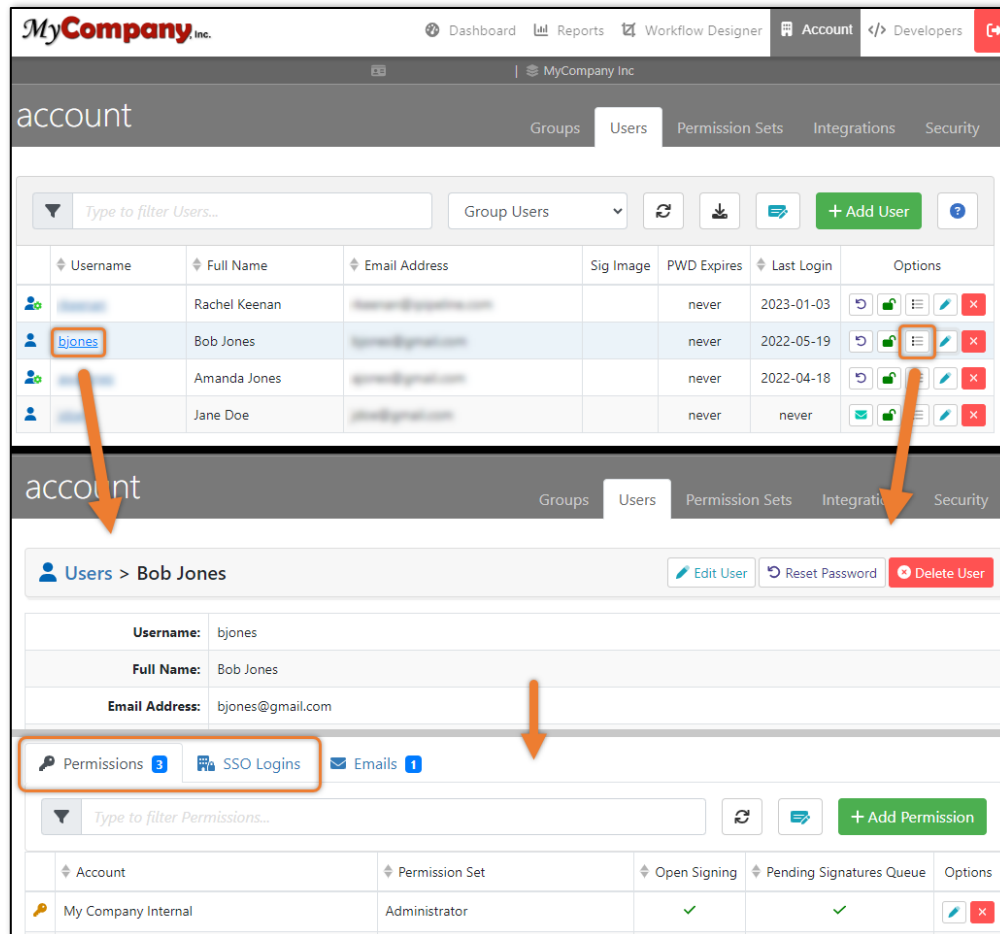 MyCompany, Inc.
Dashboard Reports Workflow Designer Account Developers
| MyCompany Inc
account
Groups Users Permission Sets Integrations Security
Type to filter Users... Group Users + Add User ?
Username Full Name Email Address Sig Image PWD Expires Last Login Options
Rachel Keenan never 2023-01-03
bjones Bob Jones never 2022-05-19
Amanda Jones never 2022-04-18
Jane Doe never never
account
Groups Users Permission Sets Security
Users > Bob Jones Edit User Reset Password Delete User
Username: bjones
Full Name: Bob Jones
Email Address: bjones@gmail.com
Permissions 3 SSO Logins Emails 1
Type to filter Permissions... + Add Permission
Account Permission Set Open Signing Pending Signatures Queue Options
My Company Internal Administrator